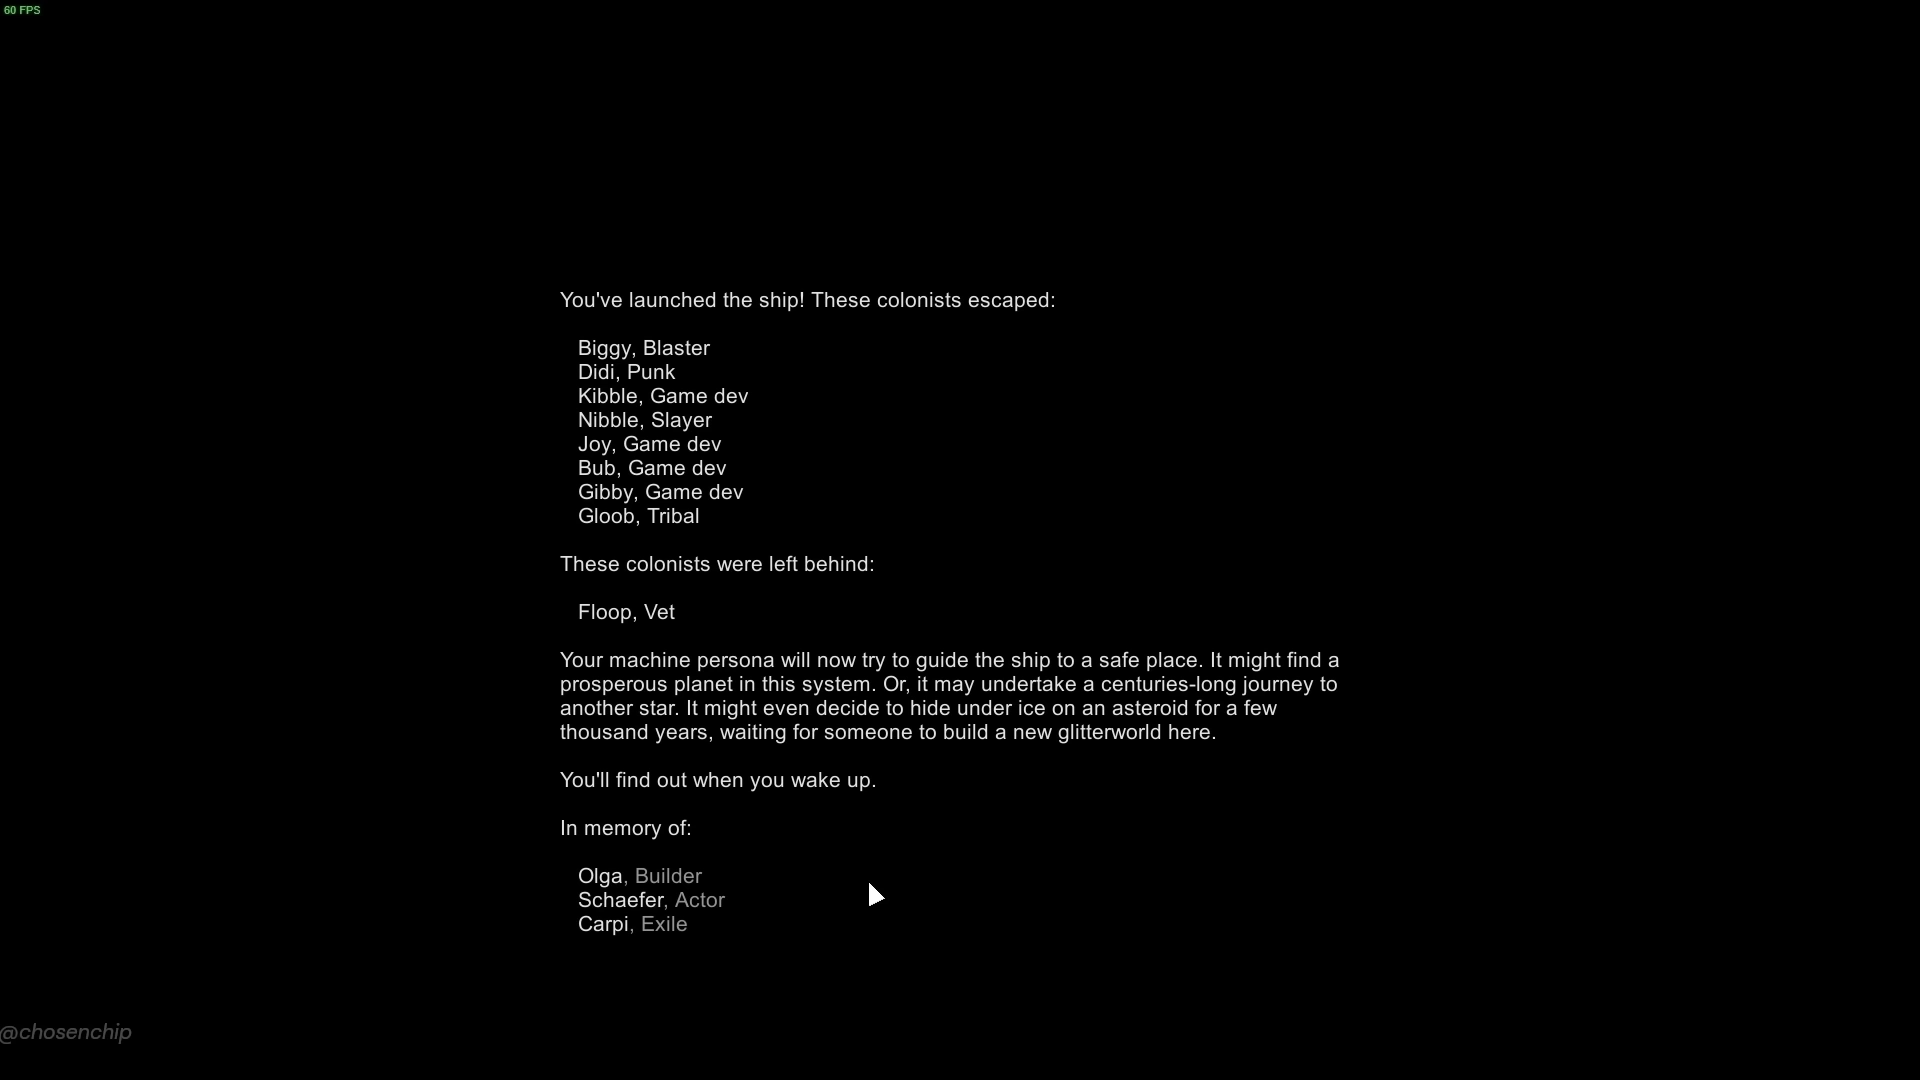 60 FPS
You've launched the ship! These colonists escaped:
Biggy, Blaster
Didi, Punk
Kibble, Game dev
Nibble, Slayer
Joy, Game dev
Bub, Game dev
Gibby, Game dev
Gloob, Tribal
These colonists were left behind:
Floop, Vet
Your machine persona will now try to guide the ship to a safe place. It might find a
prosperous planet in this system. Or, it may undertake a centuries-long journey to
another star. It might even decide to hide under ice on an asteroid for a few
thousand years, waiting for someone to build a new glitterworld here.
You'll find out when you wake up.
In memory of:
Olga, Builder
Schaefer, Actor
Carpi, Exile
@chosenchip